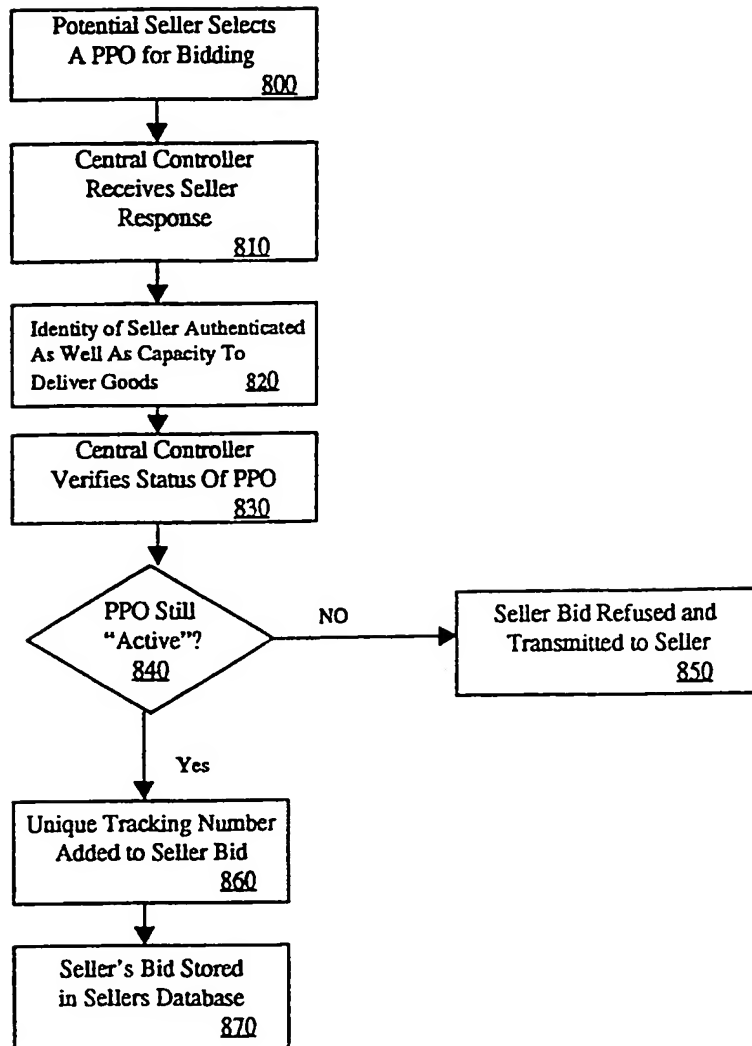 Potential Seller Selects
A PPO for Bidding
800
Central Controller
Receives Seller
Response
810
Identity of Seller Authenticated
As Well As Capacity To
Deliver Goods 820
Central Controller
Verifies Status Of PPO
830
PPO Still
"Active"?
840
NO
Seller Bid Refused and
Transmitted to Seller
850
Yes
Unique Tracking Number
Added to Seller Bid
860
Seller's Bid Stored
in Sellers Database
870